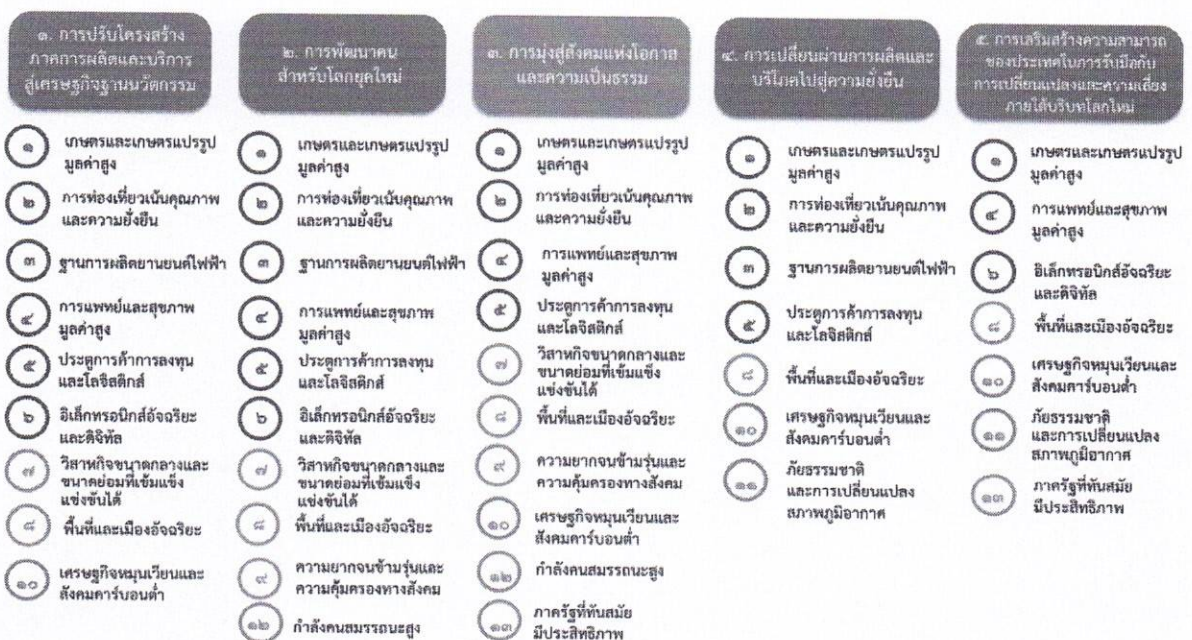 ๑. การปรับโครงสร้าง
ภาคการผลิตและบริการ
สู่เศรษฐกิจฐานนวัตกรรม
๑
เกษตรและเกษตรแปรรูป
มูลค่าสูง
๒
การท่องเที่ยวเน้นคุณภาพ
และความยั่งยืน
๓
ฐานการผลิตยานยนต์ไฟฟ้า
๔
การแพทย์และสุขภาพ
มูลค่าสูง
๕
ประตูการค้าการลงทุน
และโลจิสติกส์
๖
อิเล็กทรอนิกส์อัจฉริยะ
และดิจิทัล
๗
วิสาหกิจขนาดกลางและ
ขนาดย่อมที่เข้มแข็ง
แข่งขันได้
๘
พื้นที่และเมืองอัจฉริยะ
๑๐
เศรษฐกิจหมุนเวียนและ
สังคมคาร์บอนต่ำ
๒. การพัฒนาคน
สำหรับโลกยุคใหม่
๑
เกษตรและเกษตรแปรรูป
มูลค่าสูง
๒
การท่องเที่ยวเน้นคุณภาพ
และความยั่งยืน
๓
ฐานการผลิตยานยนต์ไฟฟ้า
๔
การแพทย์และสุขภาพ
มูลค่าสูง
๕
ประตูการค้าการลงทุน
และโลจิสติกส์
๖
อิเล็กทรอนิกส์อัจฉริยะ
และดิจิทัล
๗
วิสาหกิจขนาดกลางและ
ขนาดย่อมที่เข้มแข็ง
แข่งขันได้
๘
พื้นที่และเมืองอัจฉริยะ
๙
ความยากจนข้ามรุ่นและ
ความคุ้มครองทางสังคม
๑๒
กำลังคนสมรรถนะสูง
๓. การมุ่งสู่สังคมแห่งโอกาส
และความเป็นธรรม
๑
เกษตรและเกษตรแปรรูป
มูลค่าสูง
๒
การท่องเที่ยวเน้นคุณภาพ
และความยั่งยืน
๔
การแพทย์และสุขภาพ
มูลค่าสูง
๕
ประตูการค้าการลงทุน
และโลจิสติกส์
๗
วิสาหกิจขนาดกลางและ
ขนาดย่อมที่เข้มแข็ง
แข่งขันได้
๘
พื้นที่และเมืองอัจฉริยะ
๙
ความยากจนข้ามรุ่นและ
ความคุ้มครองทางสังคม
๑๐
เศรษฐกิจหมุนเวียนและ
สังคมคาร์บอนต่ำ
๑๒
กำลังคนสมรรถนะสูง
๑๓
ภาครัฐที่ทันสมัย
มีประสิทธิภาพ
๔. การเปลี่ยนผ่านการผลิตและ
บริโภคไปสู่ความยั่งยืน
๑
เกษตรและเกษตรแปรรูป
มูลค่าสูง
๒
การท่องเที่ยวเน้นคุณภาพ
และความยั่งยืน
๓
ฐานการผลิตยานยนต์ไฟฟ้า
๕
ประตูการค้าการลงทุน
และโลจิสติกส์
๘
พื้นที่และเมืองอัจฉริยะ
๑๐
เศรษฐกิจหมุนเวียนและ
สังคมคาร์บอนต่ำ
๑๑
ภัยธรรมชาติ
และการเปลี่ยนแปลง
สภาพภูมิอากาศ
๕. การเสริมสร้างความสามารถ
ของประเทศในการรับมือกับ
การเปลี่ยนแปลงและความเสี่ยง
ภายใต้บริบทโลกใหม่
๑
เกษตรและเกษตรแปรรูป
มูลค่าสูง
๔
การแพทย์และสุขภาพ
มูลค่าสูง
๖
อิเล็กทรอนิกส์อัจฉริยะ
และดิจิทัล
๘
พื้นที่และเมืองอัจฉริยะ
๑๐
เศรษฐกิจหมุนเวียนและ
สังคมคาร์บอนต่ำ
๑๑
ภัยธรรมชาติ
และการเปลี่ยนแปลง
สภาพภูมิอากาศ
๑๓
ภาครัฐที่ทันสมัย
มีประสิทธิภาพ